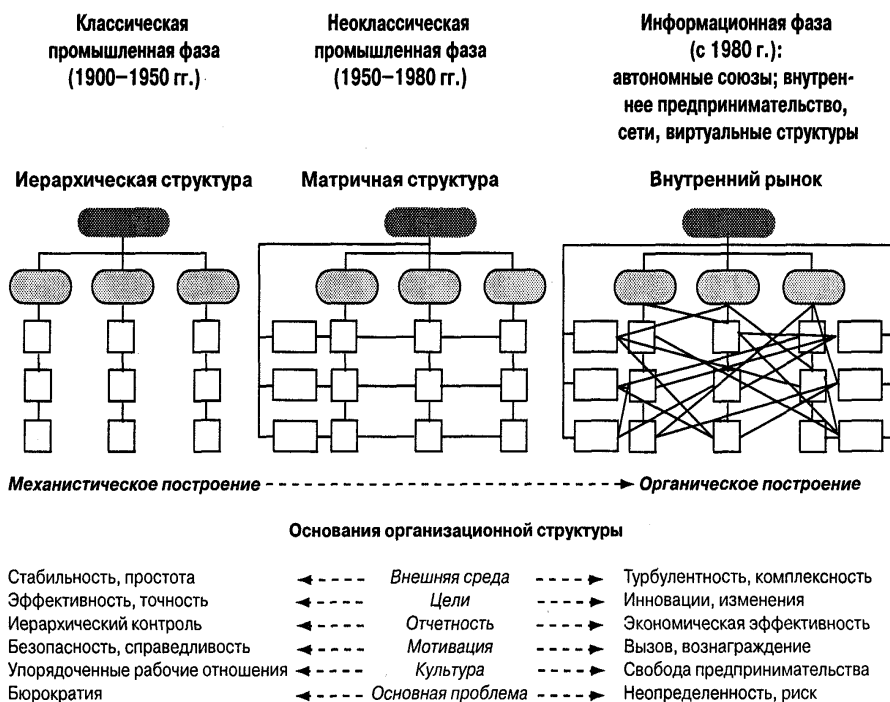 Классическая
промышленная фаза
(1900–1950 гг.)
Неоклассическая
промышленная фаза
(1950–1980 гг.)
Информационная фаза
(с 1980 г.):
автономные союзы; внутрен-
нее предпринимательство,
сети, виртуальные структуры
Иерархическая структура
Матричная структура
Внутренний рынок
Механистическое построение
Органическое построение
Основания организационной структуры
Стабильность, простота Внешняя среда Турбулентность, комплексность
Эффективность, точность Цели Инновации, изменения
Иерархический контроль Отчетность Экономическая эффективность
Безопасность, справедливость Мотивация Вызов, вознаграждение
Упорядоченные рабочие отношения Культура Свобода предпринимательства
Бюрократия Основная проблема Неопределенность, риск